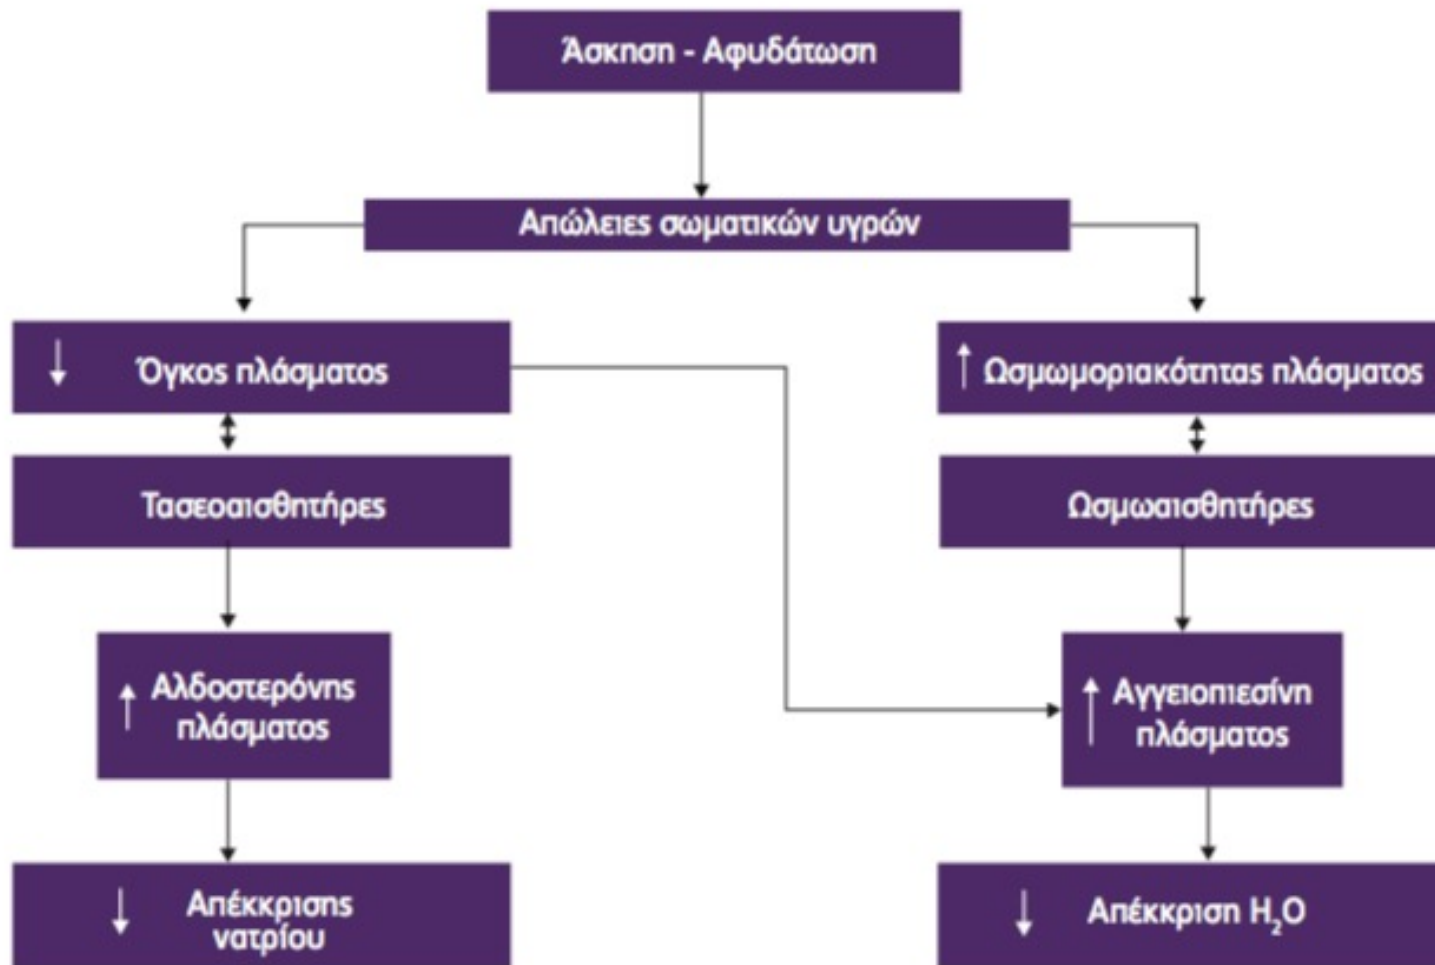 Άσκηση - Αφυδάτωση
Απώλειες σωματικών υγρών
↓ Όγκος πλάσματος
↑ Ωσμωμοριακότητας πλάσματος
Τασεοαισθητήρες
Ωσμωαισθητήρες
↑ Αλδοστερόνης
πλάσματος
↑ Αγγειοπιεσίνη
πλάσματος
↓ Απέκκρισης
νατρίου
↓ Απέκκριση H₂O